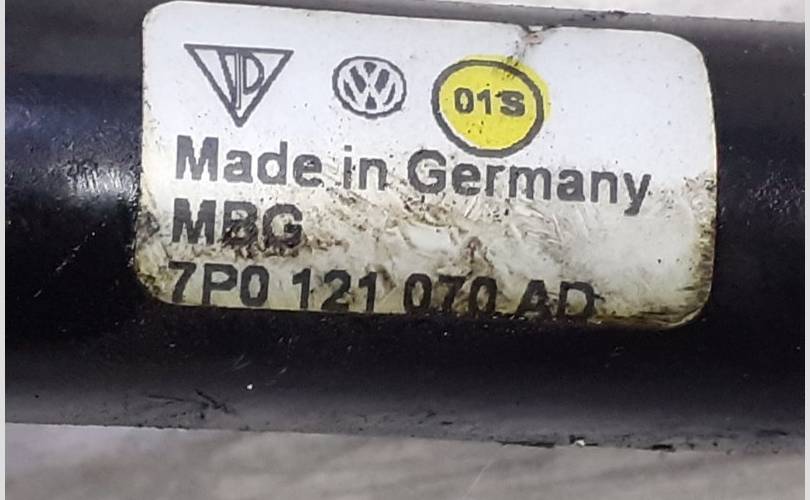 01S
Made in Germany
MBG
7P0 121 070 AD